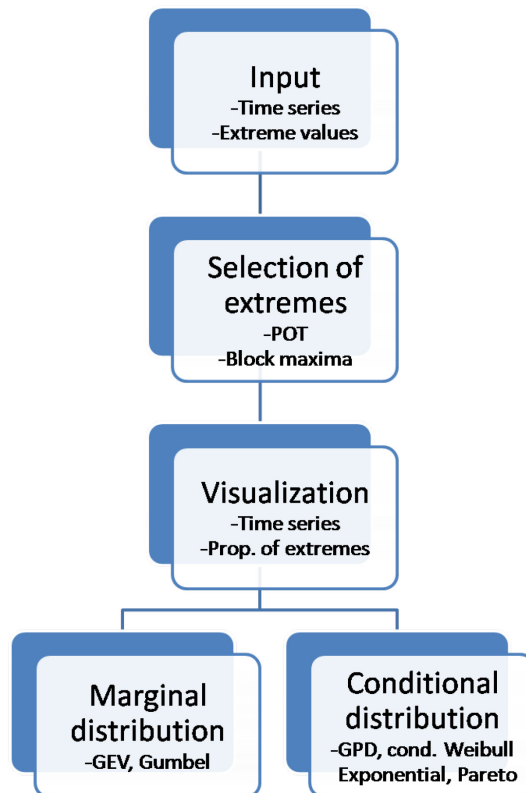 Input
-Time series
-Extreme values
Selection of
extremes
-POT
-Block maxima
Visualization
-Time series
-Prop. of extremes
Marginal
distribution
-GEV, Gumbel
Conditional
distribution
-GPD, cond. Weibull
Exponential, Pareto